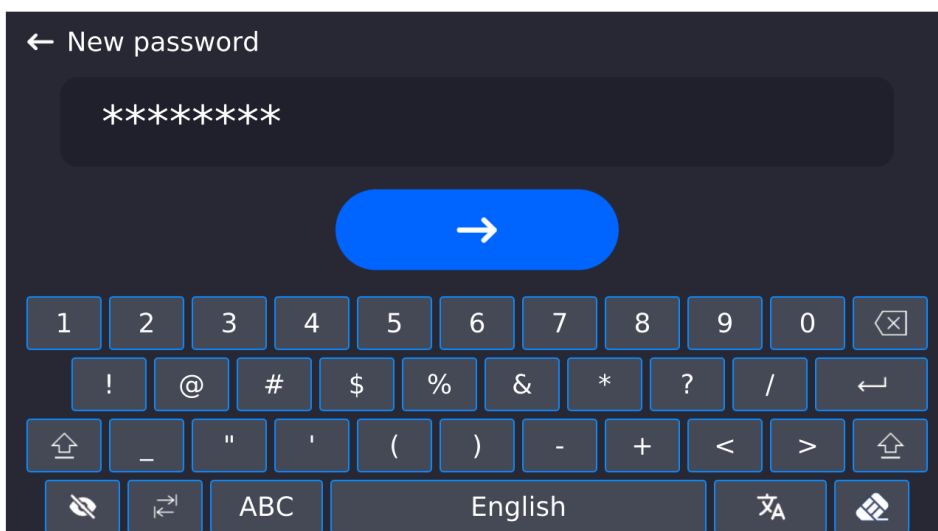 ← New password
********
→
1 2 3 4 5 6 7 8 9 0
! @ # $ % & * ? /
_ " ' ( ) - + < >
ABC English